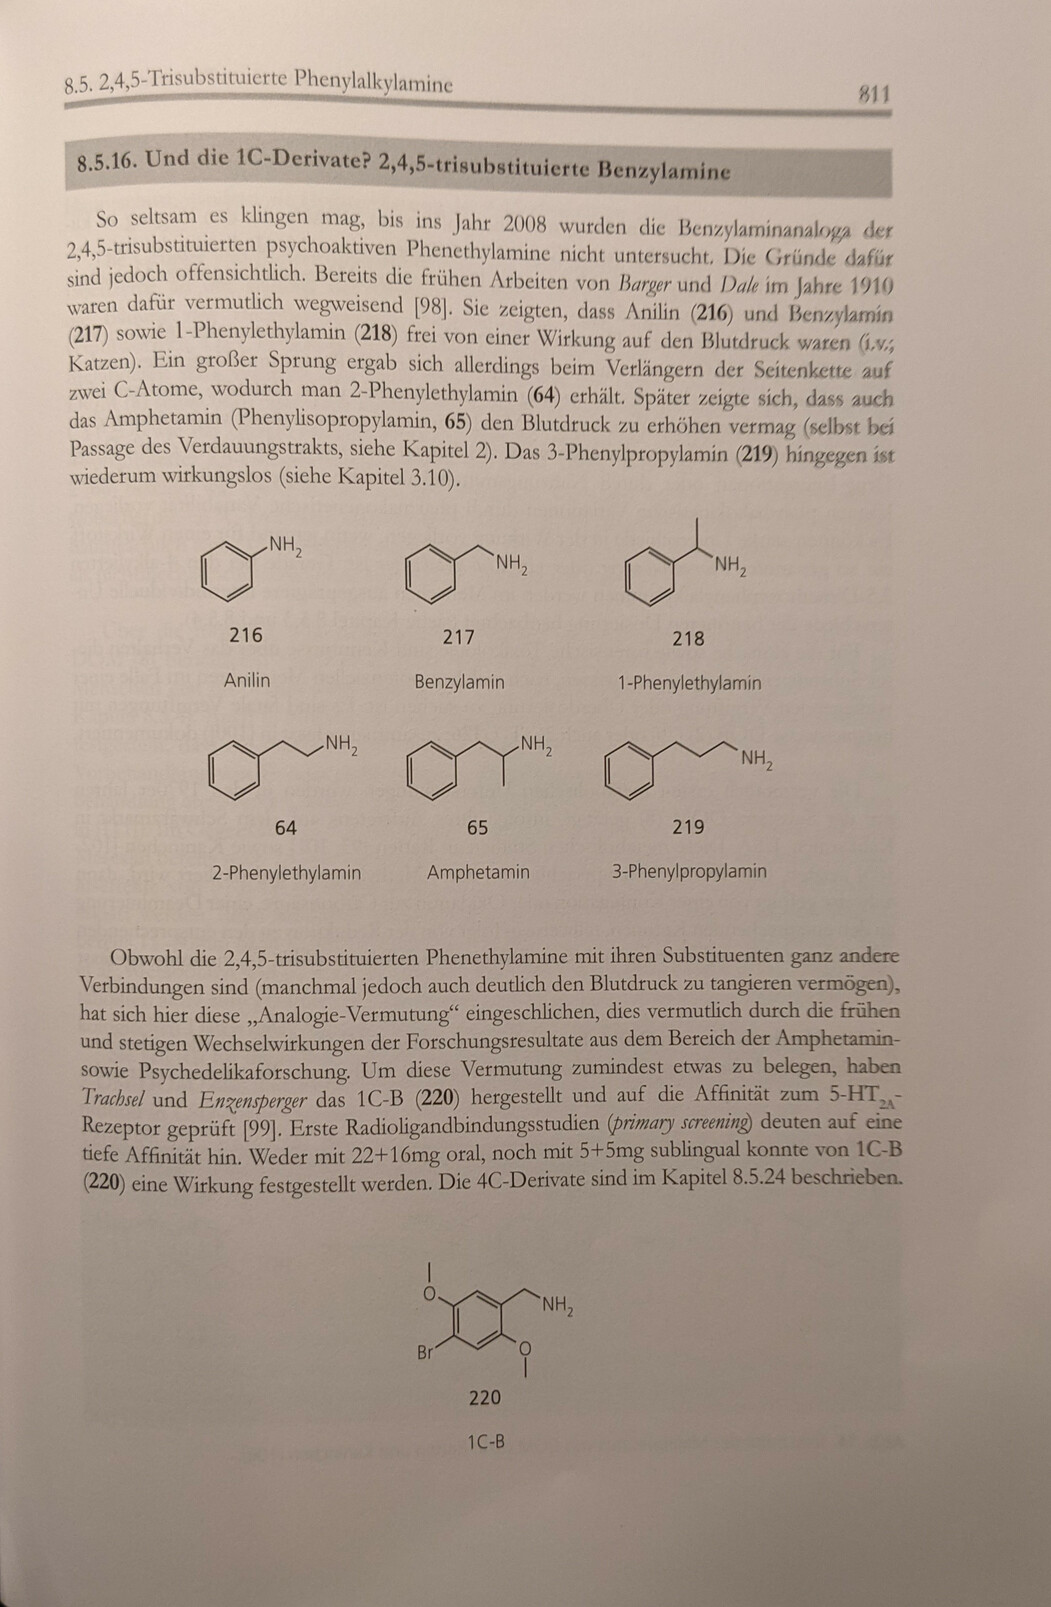 8.5. 2,4,5-Trisubstituierte Phenylalkylamine
811
8.5.16. Und die 1C-Derivate? 2,4,5-trisubstituierte Benzylamine
So seltsam es klingen mag, bis ins Jahr 2008 wurden die Benzylaminanaloga der
2,4,5-trisubstituierten psychoaktiven Phenethylamine nicht untersucht. Die Gründe dafür
sind jedoch offensichtlich. Bereits die frühen Arbeiten von Barger und Dale im Jahre 1910
waren dafür vermutlich wegweisend [98]. Sie zeigten, dass Anilin (216) und Benzylamin
(217) sowie 1-Phenylethylamin (218) frei von einer Wirkung auf den Blutdruck waren (i.v.;
Katzen). Ein großer Sprung ergab sich allerdings beim Verlängern der Seitenkette auf
zwei C-Atome, wodurch man 2-Phenylethylamin (64) erhält. Später zeigte sich, dass auch
das Amphetamin (Phenylisopropylamin, 65) den Blutdruck zu erhöhen vermag (selbst bei
Passage des Verdauungstrakts, siehe Kapitel 2). Das 3-Phenylpropylamin (219) hingegen ist
wiederum wirkungslos (siehe Kapitel 3.10).
NH2
NH2
NH2
216
217
218
Anilin
Benzylamin
1-Phenylethylamin
NH2
NH2
NH2
64
65
219
2-Phenylethylamin
Amphetamin
3-Phenylpropylamin
Obwohl die 2,4,5-trisubstituierten Phenethylamine mit ihren Substituenten ganz andere
Verbindungen sind (manchmal jedoch auch deutlich den Blutdruck zu tangieren vermögen),
hat sich hier diese „Analogie-Vermutung“ eingeschlichen, dies vermutlich durch die frühen
und stetigen Wechselwirkungen der Forschungsresultate aus dem Bereich der Amphetamin-
sowie Psychedelikaforschung. Um diese Vermutung zumindest etwas zu belegen, haben
Trachsel und Enzensperger das 1C-B (220) hergestellt und auf die Affinität zum 5-HT2A-
Rezeptor geprüft [99]. Erste Radioligandbindungsstudien (primary screening) deuten auf eine
tiefe Affinität hin. Weder mit 22+16mg oral, noch mit 5+5mg sublingual konnte von 1C-B
(220) eine Wirkung festgestellt werden. Die 4C-Derivate sind im Kapitel 8.5.24 beschrieben.
O
NH2
Br
O
220
1C-B